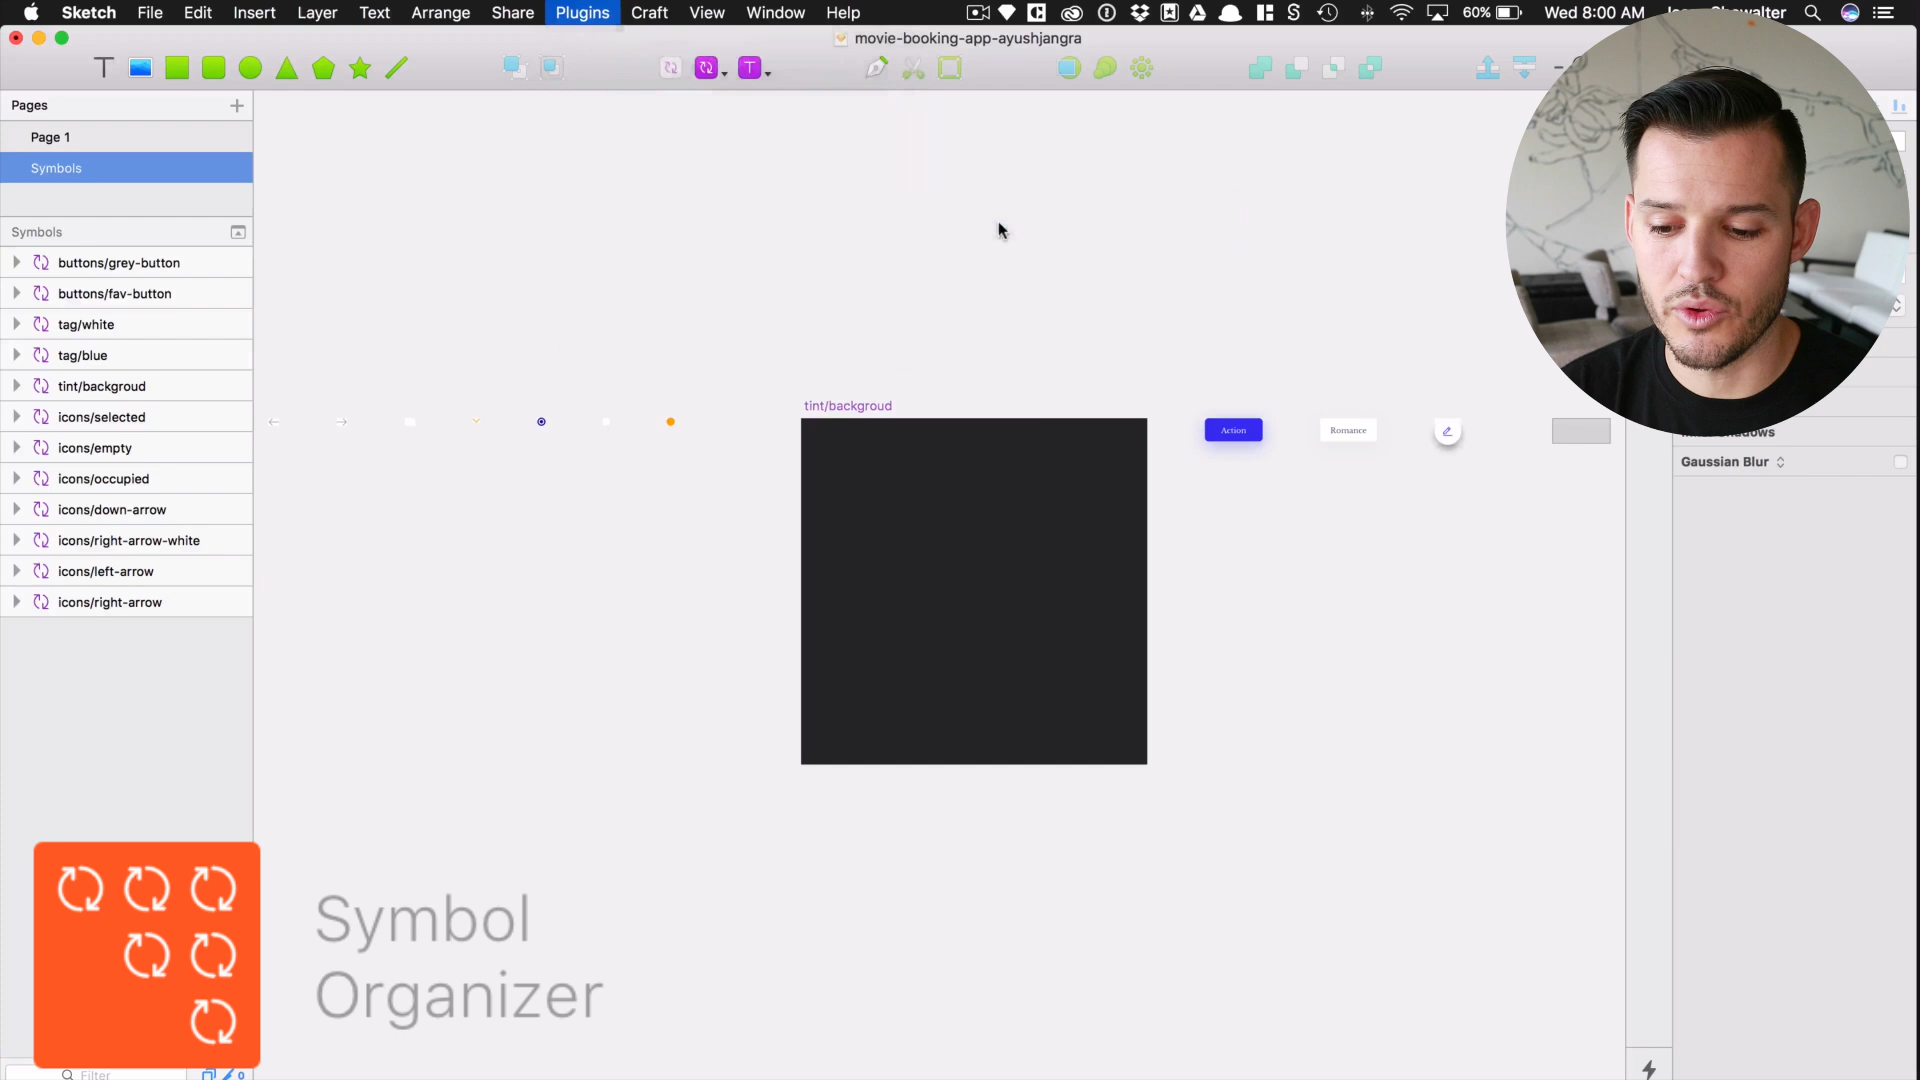 Sketch File Edit Insert Layer Text Arrange Share Plugins Craft View Window Help 60% Wed 8:00 AM
movie-booking-app-ayushjangra
Pages
Page 1
Symbols
Symbols
buttons/grey-button
buttons/fav-button
tag/white
tag/blue
tint/backgroud
icons/selected
icons/empty
icons/occupied
icons/down-arrow
icons/right-arrow-white
icons/left-arrow
icons/right-arrow
tint/backgroud
Action
Romance
Gaussian Blur
Symbol
Organizer
Filter
0